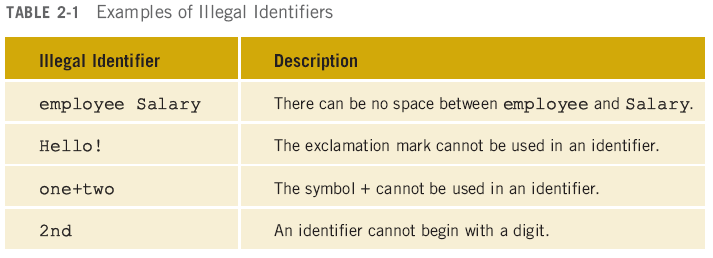 TABLE 2-1 Examples of Illegal Identifiers
Illegal Identifier Description
employee Salary There can be no space between employee and Salary.
Hello! The exclamation mark cannot be used in an identifier.
one+two The symbol + cannot be used in an identifier.
2nd An identifier cannot begin with a digit.